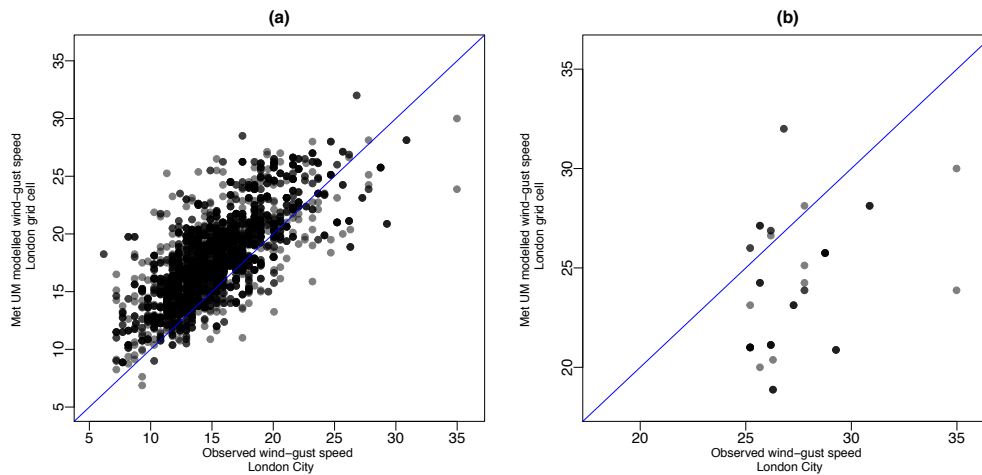 (a)
Met UM modelled wind−gust speed
London grid cell
35
30
25
20
15
10
5
5 10 15 20 25 30 35
Observed wind−gust speed
London City
(b)
Met UM modelled wind−gust speed
London grid cell
35
30
25
20
20 25 30 35
Observed wind−gust speed
London City